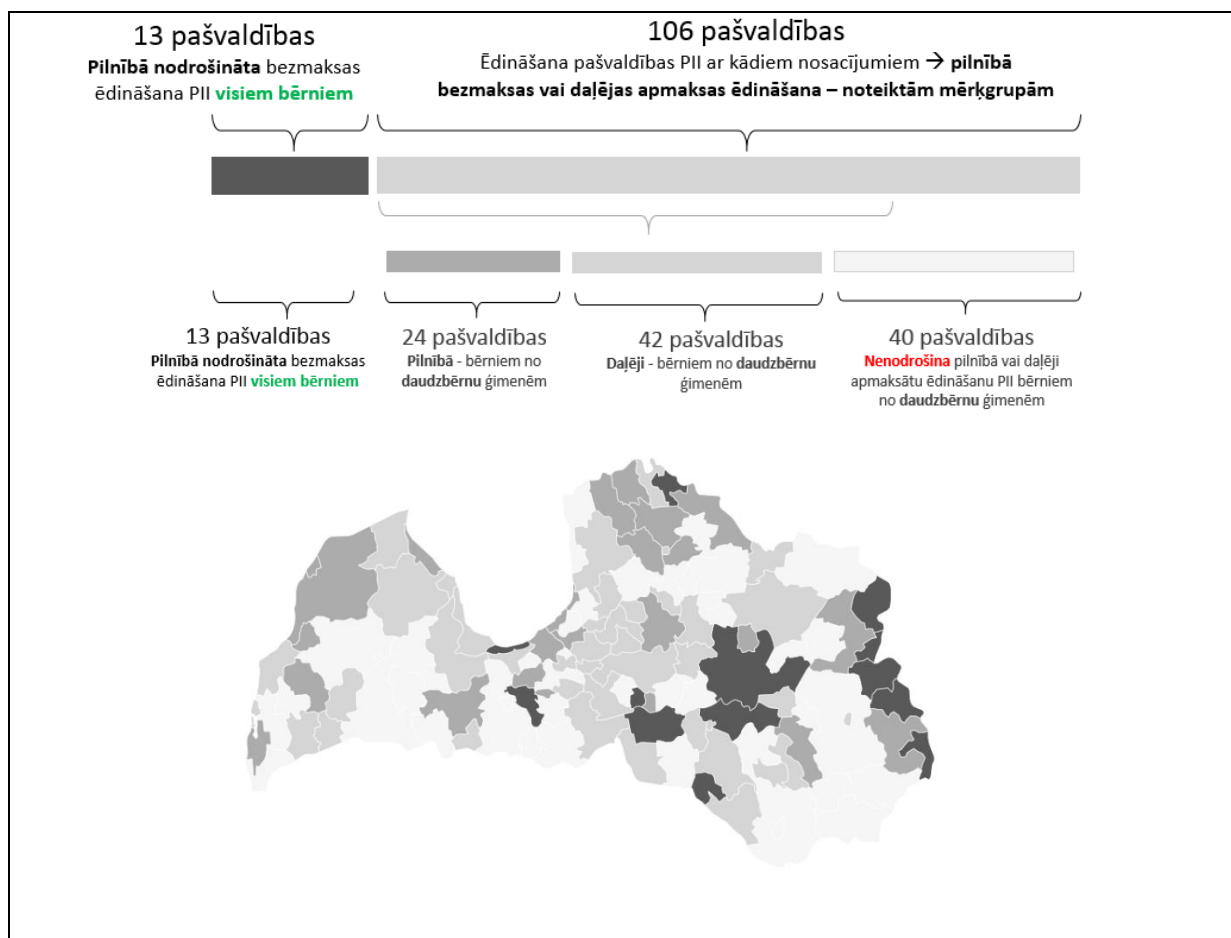 13 pašvaldības
Pilnībā nodrošināta bezmaksas
ēdināšana PII visiem bērniem
106 pašvaldības
Ēdināšana pašvaldības PII ar kādiem nosacījumiem → pilnībā
bezmaksas vai daļējas apmaksas ēdināšana – noteiktām mērķgrupām
13 pašvaldības
Pilnībā nodrošināta bezmaksas
ēdināšana PII visiem bērniem
24 pašvaldības
Pilnībā - bērniem no
daudzbērnu ģimenēm
42 pašvaldības
Daļēji - bērniem no daudzbērnu
ģimenēm
40 pašvaldības
Nenodrošina pilnībā vai daļēji
apmaksātu ēdināšanu PII bērniem
no daudzbērnu ģimenēm